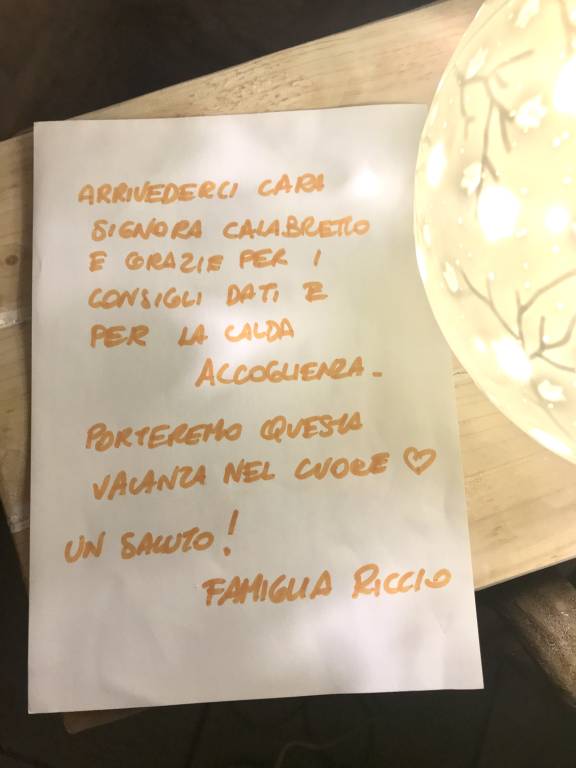 ARRIVEDERCI CARA
SIGNORA CALABRETTO
E GRAZIE PER I
CONSIGLI DATI E
PER LA CALDA
ACCOGLIENZA -
PORTEREMO QUESTA
VACANZA NEL CUORE ♡
UN SALUTO!
FAMIGLIA RICCIO